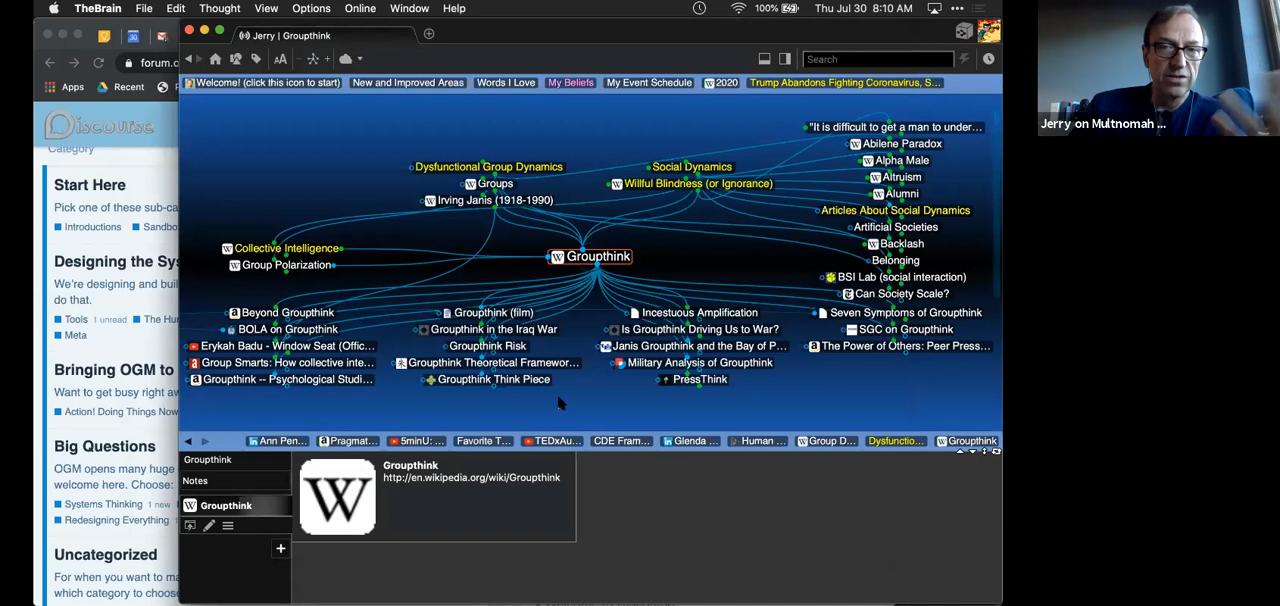 TheBrain File Edit Thought View Options Online Window Help 100% Thu Jul 30 8:10 AM
Jerry | Groupthink
forum.o
Search
Apps Recent
Welcome! (click this icon to start) New and Improved Areas Words I Love My Beliefs My Event Schedule 2020 Trump Abandons Fighting Coronavirus, S...
Discourse
Category
Start Here
Pick one of these sub-ca
Introductions Sandbo
Designing the Sy
We're designing and buil
do that.
Tools 1 unread The Hu
Meta
Bringing OGM to
Want to get busy right aw
Action! Doing Things Now
Big Questions
OGM opens many huge
welcome here. Choose:
Systems Thinking 1 new
Redesigning Everything
Uncategorized
For when you want to ma
which category to choose
"It is difficult to get a man to under...
Abilene Paradox
Alpha Male
Altruism
Alumni
Articles About Social Dynamics
Artificial Societies
Backlash
Belonging
BSI Lab (social interaction)
Can Society Scale?
Dysfunctional Group Dynamics
Groups
Irving Janis (1918-1990)
Social Dynamics
Willful Blindness (or Ignorance)
Collective Intelligence
Group Polarization
Groupthink
Beyond Groupthink
BOLA on Groupthink
Erykah Badu - Window Seat (Offic...
Group Smarts: How collective inte...
Groupthink -- Psychological Studi...
Groupthink (film)
Groupthink in the Iraq War
Groupthink Risk
Groupthink Theoretical Framewor...
Groupthink Think Piece
Incestuous Amplification
Is Groupthink Driving Us to War?
Janis Groupthink and the Bay of P...
Military Analysis of Groupthink
PressThink
Seven Symptoms of Groupthink
SGC on Groupthink
The Power of Others: Peer Press...
Ann Pen... Pragmat... 5minU: ... Favorite T... TEDxAu... CDE Fram... Glenda ... Human ... Group D... Dysfunctio... Groupthink
Groupthink
Notes
Groupthink
Groupthink
http://en.wikipedia.org/wiki/Groupthink
Jerry on Multnomah ...